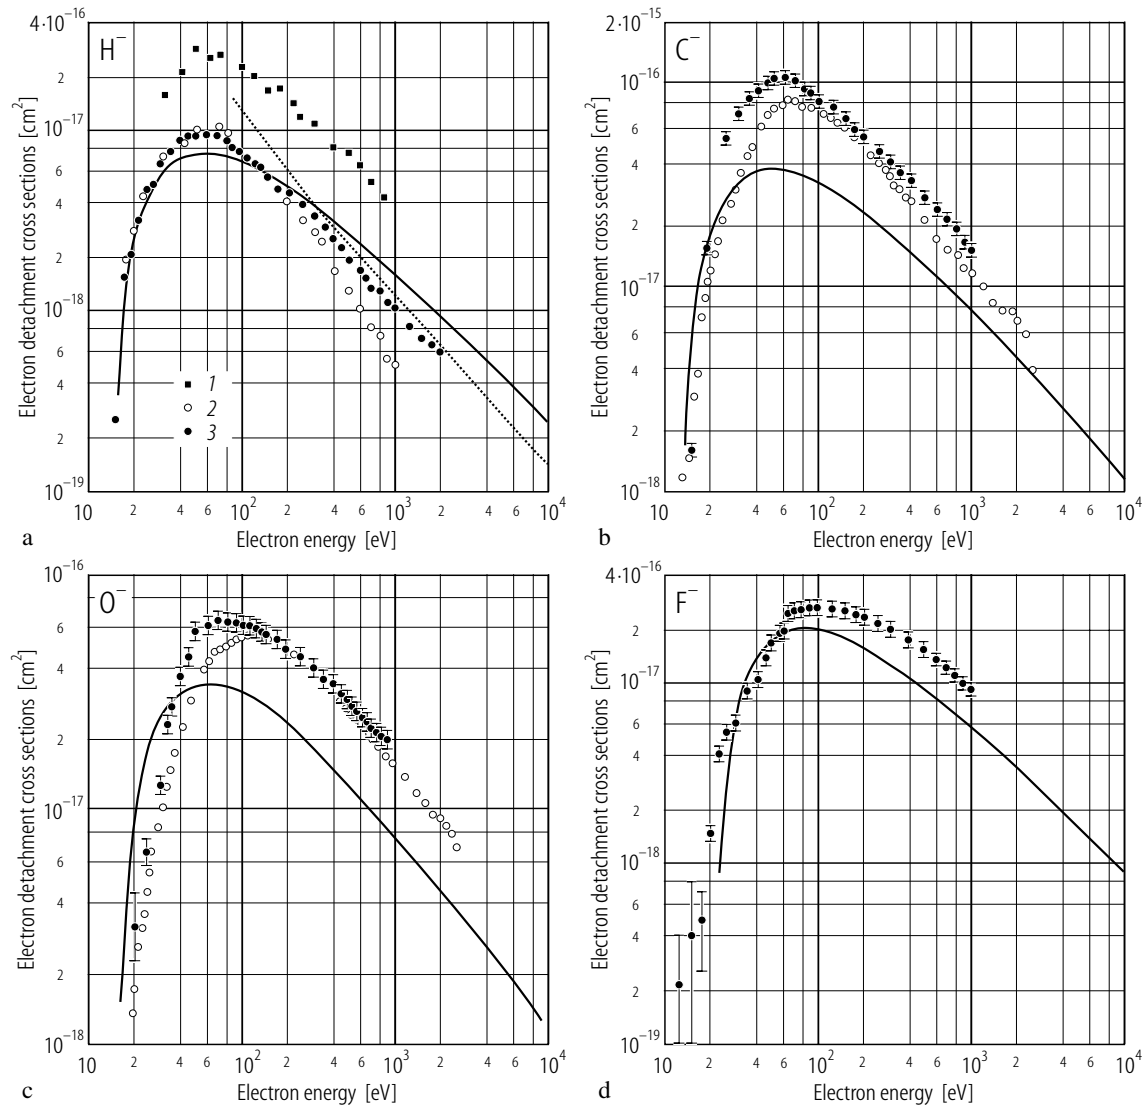 H⁻
4·10⁻¹⁶
2
10⁻¹⁷
6
4
2
10⁻¹⁸
6
4
2
10⁻¹⁹
Electron detachment cross sections [cm²]
1
2
3
10 2 4 6 10² 2 4 6 10³ 2 4 6 10⁴
Electron energy [eV]
a
C⁻
2·10⁻¹⁵
10⁻¹⁶
6
4
2
10⁻¹⁷
6
4
2
10⁻¹⁸
Electron detachment cross sections [cm²]
10 2 4 6 10² 2 4 6 10³ 2 4 6 10⁴
Electron energy [eV]
b
O⁻
10⁻¹⁶
6
4
2
10⁻¹⁷
6
4
2
10⁻¹⁸
Electron detachment cross sections [cm²]
10 2 4 6 10² 2 4 6 10³ 2 4 6 10⁴
Electron energy [eV]
c
F⁻
4·10⁻¹⁶
2
10⁻¹⁷
6
4
2
10⁻¹⁸
6
4
2
10⁻¹⁹
Electron detachment cross sections [cm²]
10 2 4 6 10² 2 4 6 10³ 2 4 6 10⁴
Electron energy [eV]
d